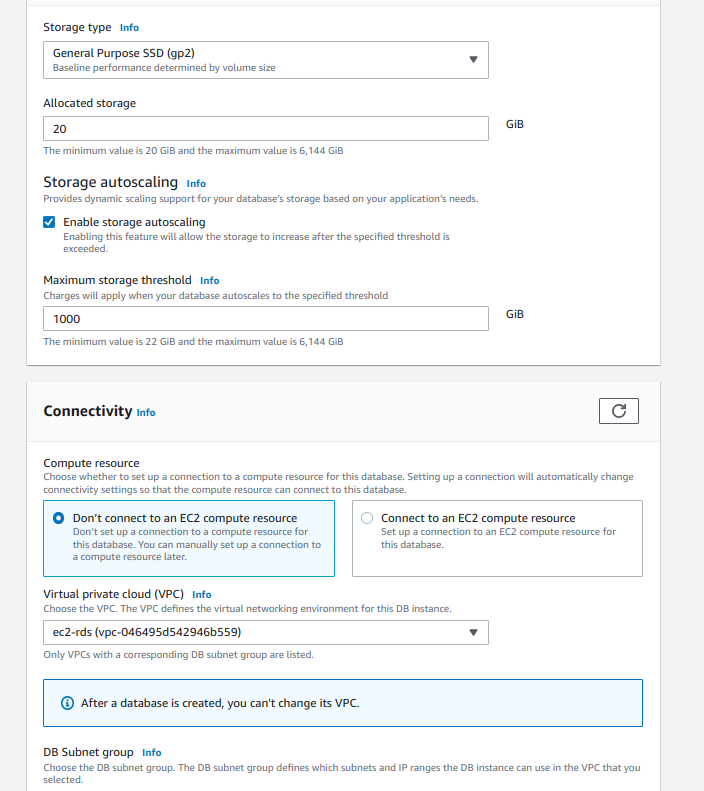 Storage type Info
General Purpose SSD (gp2)
Baseline performance determined by volume size
Allocated storage
20
GiB
The minimum value is 20 GiB and the maximum value is 6,144 GiB
Storage autoscaling Info
Provides dynamic scaling support for your database's storage based on your application's needs.
Enable storage autoscaling
Enabling this feature will allow the storage to increase after the specified threshold is
exceeded.
Maximum storage threshold Info
Charges will apply when your database autoscales to the specified threshold
1000
GiB
The minimum value is 22 GiB and the maximum value is 6,144 GiB
Connectivity Info
Compute resource
Choose whether to set up a connection to a compute resource for this database. Setting up a connection will automatically change
connectivity settings so that the compute resource can connect to this database.
Don't connect to an EC2 compute resource
Don't set up a connection to a compute resource for
this database. You can manually set up a connection to
a compute resource later.
Connect to an EC2 compute resource
Set up a connection to an EC2 compute resource for
this database.
Virtual private cloud (VPC) Info
Choose the VPC. The VPC defines the virtual networking environment for this DB instance.
ec2-rds (vpc-046495d542946b559)
Only VPCs with a corresponding DB subnet group are listed.
After a database is created, you can't change its VPC.
DB Subnet group Info
Choose the DB subnet group. The DB subnet group defines which subnets and IP ranges the DB instance can use in the VPC that you
selected.